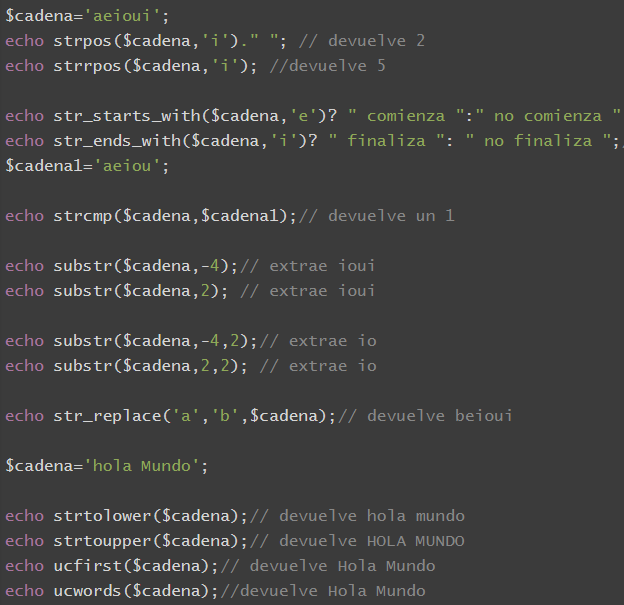 $cadena='aeioui';
echo strpos($cadena,'i')." "; // devuelve 2
echo strrpos($cadena,'i'); //devuelve 5
echo str_starts_with($cadena,'e')? " comienza ":" no comienza "
echo str_ends_with($cadena,'i')? " finaliza ": " no finaliza ";
$cadena1='aeiou';
echo strcmp($cadena,$cadena1);// devuelve un 1
echo substr($cadena,-4);// extrae ioui
echo substr($cadena,2); // extrae ioui
echo substr($cadena,-4,2);// extrae io
echo substr($cadena,2,2); // extrae io
echo str_replace('a','b',$cadena);// devuelve beioui
$cadena='hola Mundo';
echo strtolower($cadena);// devuelve hola mundo
echo strtoupper($cadena);// devuelve HOLA MUNDO
echo ucfirst($cadena);// devuelve Hola Mundo
echo ucwords($cadena);//devuelve Hola Mundo